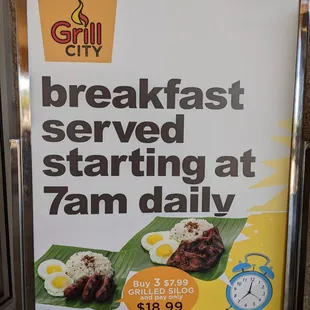 Grill
CITY
breakfast
served
starting at
7am daily
Buy 3 $7.99
GRILLED SILOG
and pay only
$18.99